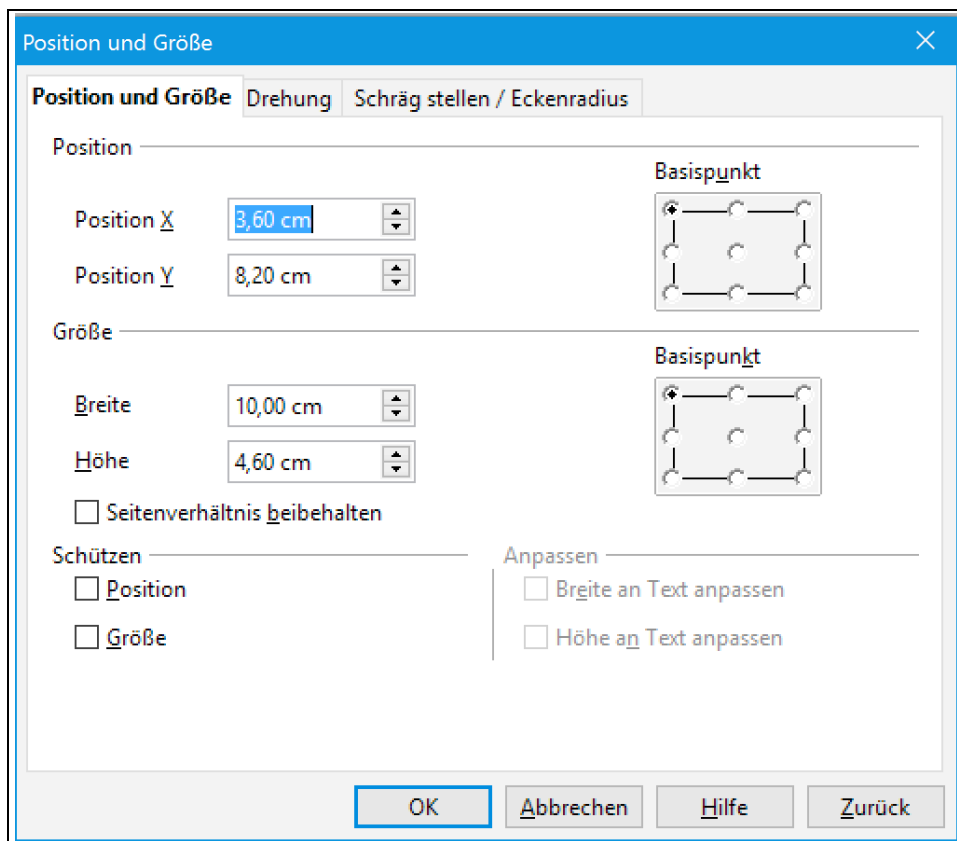 Position und Größe
Position und Größe Drehung Schräg stellen / Eckenradius
Position
Basispunkt
Position X 3,60 cm
Position Y 8,20 cm
Größe
Basispunkt
Breite 10,00 cm
Höhe 4,60 cm
Seitenverhältnis beibehalten
Schützen Anpassen
Position Breite an Text anpassen
Größe Höhe an Text anpassen
OK Abbrechen Hilfe Zurück